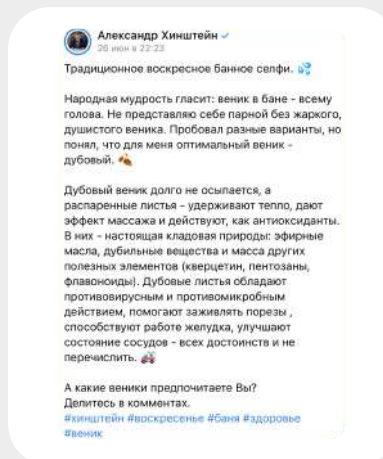 Александр Хинштейн
26 июн в 22:23
Традиционное воскресное банное селфи. 💦
Народная мудрость гласит: веник в бане - всему
голова. Не представляю себе парной без жаркого,
душистого веника. Пробовал разные варианты, но
понял, что для меня оптимальный веник -
дубовый. 🍂
Дубовый веник долго не осыпается, а
распаренные листья - удерживают тепло, дают
эффект массажа и действуют, как антиоксиданты.
В них - настоящая кладовая природы: эфирные
масла, дубильные вещества и масса других
полезных элементов (кверцетин, пентозаны,
флавоноиды). Дубовые листья обладают
противовирусным и противомикробным
действием, помогают заживлять порезы ,
способствуют работе желудка, улучшают
состояние сосудов - всех достоинств и не
перечислить. 🚑
А какие веники предпочитаете Вы?
Делитесь в комментах.
#хинштейн #воскресенье #баня #здоровье
#веник